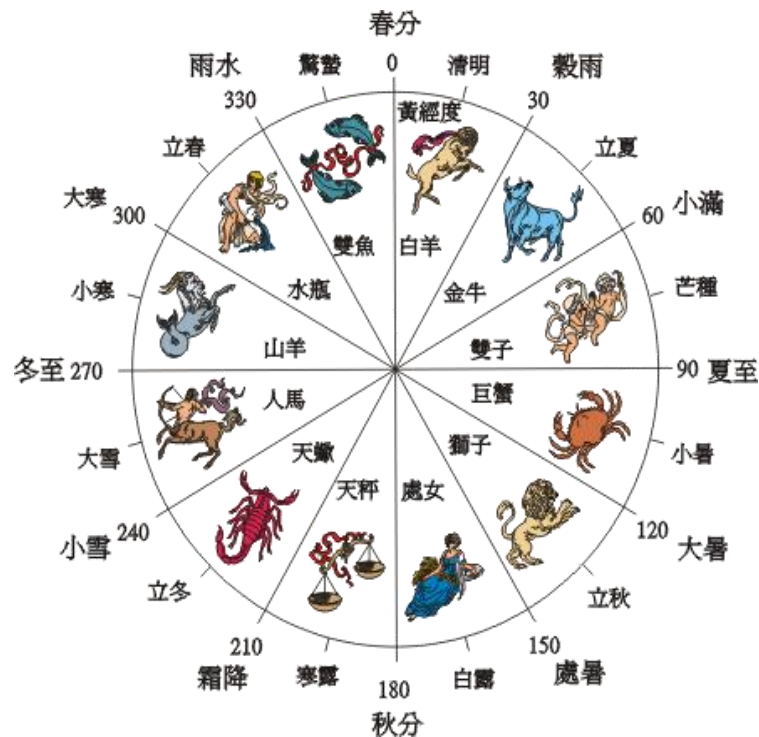 春分
0
驚蟄
清明
雨水
穀雨
330
30
黃經度
立春
立夏
大寒
300
60
小滿
雙魚
白羊
水瓶
金牛
小寒
芒種
山羊
雙子
冬至 270
90 夏至
人馬
巨蟹
天蠍
獅子
大雪
小暑
天秤
處女
240
120
小雪
大暑
立冬
立秋
210
150
霜降
處暑
寒露
白露
180
秋分